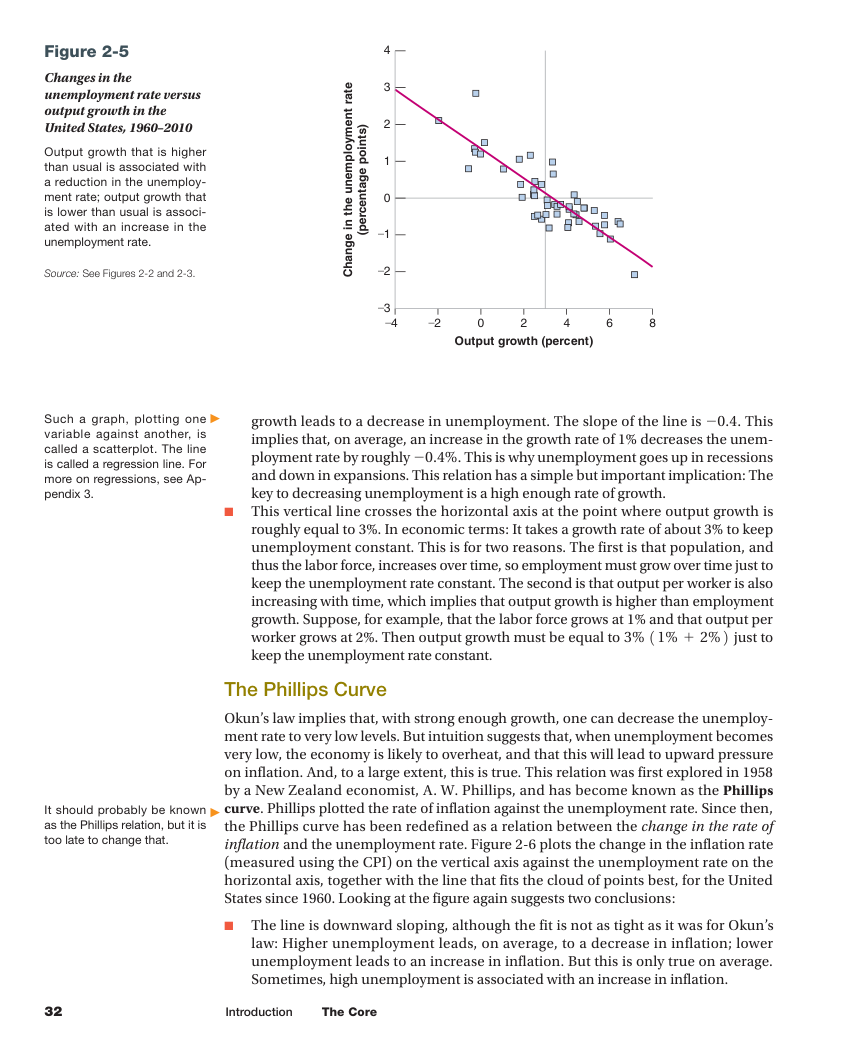 Figure 2-5
Changes in the
unemployment rate versus
output growth in the
United States, 1960–2010
Output growth that is higher
than usual is associated with
a reduction in the unemploy-
ment rate; output growth that
is lower than usual is associ-
ated with an increase in the
unemployment rate.
Source: See Figures 2-2 and 2-3.
Change in the unemployment rate
(percentage points)
4
3
2
1
0
–1
–2
–3
–4
–2
0
2
4
6
8
Output growth (percent)
Such a graph, plotting one
variable against another, is
called a scatterplot. The line
is called a regression line. For
more on regressions, see Ap-
pendix 3.
growth leads to a decrease in unemployment. The slope of the line is −0.4. This
implies that, on average, an increase in the growth rate of 1% decreases the unem-
ployment rate by roughly −0.4%. This is why unemployment goes up in recessions
and down in expansions. This relation has a simple but important implication: The
key to decreasing unemployment is a high enough rate of growth.
■ This vertical line crosses the horizontal axis at the point where output growth is
roughly equal to 3%. In economic terms: It takes a growth rate of about 3% to keep
unemployment constant. This is for two reasons. The first is that population, and
thus the labor force, increases over time, so employment must grow over time just to
keep the unemployment rate constant. The second is that output per worker is also
increasing with time, which implies that output growth is higher than employment
growth. Suppose, for example, that the labor force grows at 1% and that output per
worker grows at 2%. Then output growth must be equal to 3% (1% + 2%) just to
keep the unemployment rate constant.
The Phillips Curve
Okun’s law implies that, with strong enough growth, one can decrease the unemploy-
ment rate to very low levels. But intuition suggests that, when unemployment becomes
very low, the economy is likely to overheat, and that this will lead to upward pressure
on inflation. And, to a large extent, this is true. This relation was first explored in 1958
by a New Zealand economist, A. W. Phillips, and has become known as the Phillips
curve. Phillips plotted the rate of inflation against the unemployment rate. Since then,
the Phillips curve has been redefined as a relation between the change in the rate of
inflation and the unemployment rate. Figure 2-6 plots the change in the inflation rate
(measured using the CPI) on the vertical axis against the unemployment rate on the
horizontal axis, together with the line that fits the cloud of points best, for the United
States since 1960. Looking at the figure again suggests two conclusions:
It should probably be known
as the Phillips relation, but it is
too late to change that.
■ The line is downward sloping, although the fit is not as tight as it was for Okun’s
law: Higher unemployment leads, on average, to a decrease in inflation; lower
unemployment leads to an increase in inflation. But this is only true on average.
Sometimes, high unemployment is associated with an increase in inflation.
32 Introduction The Core